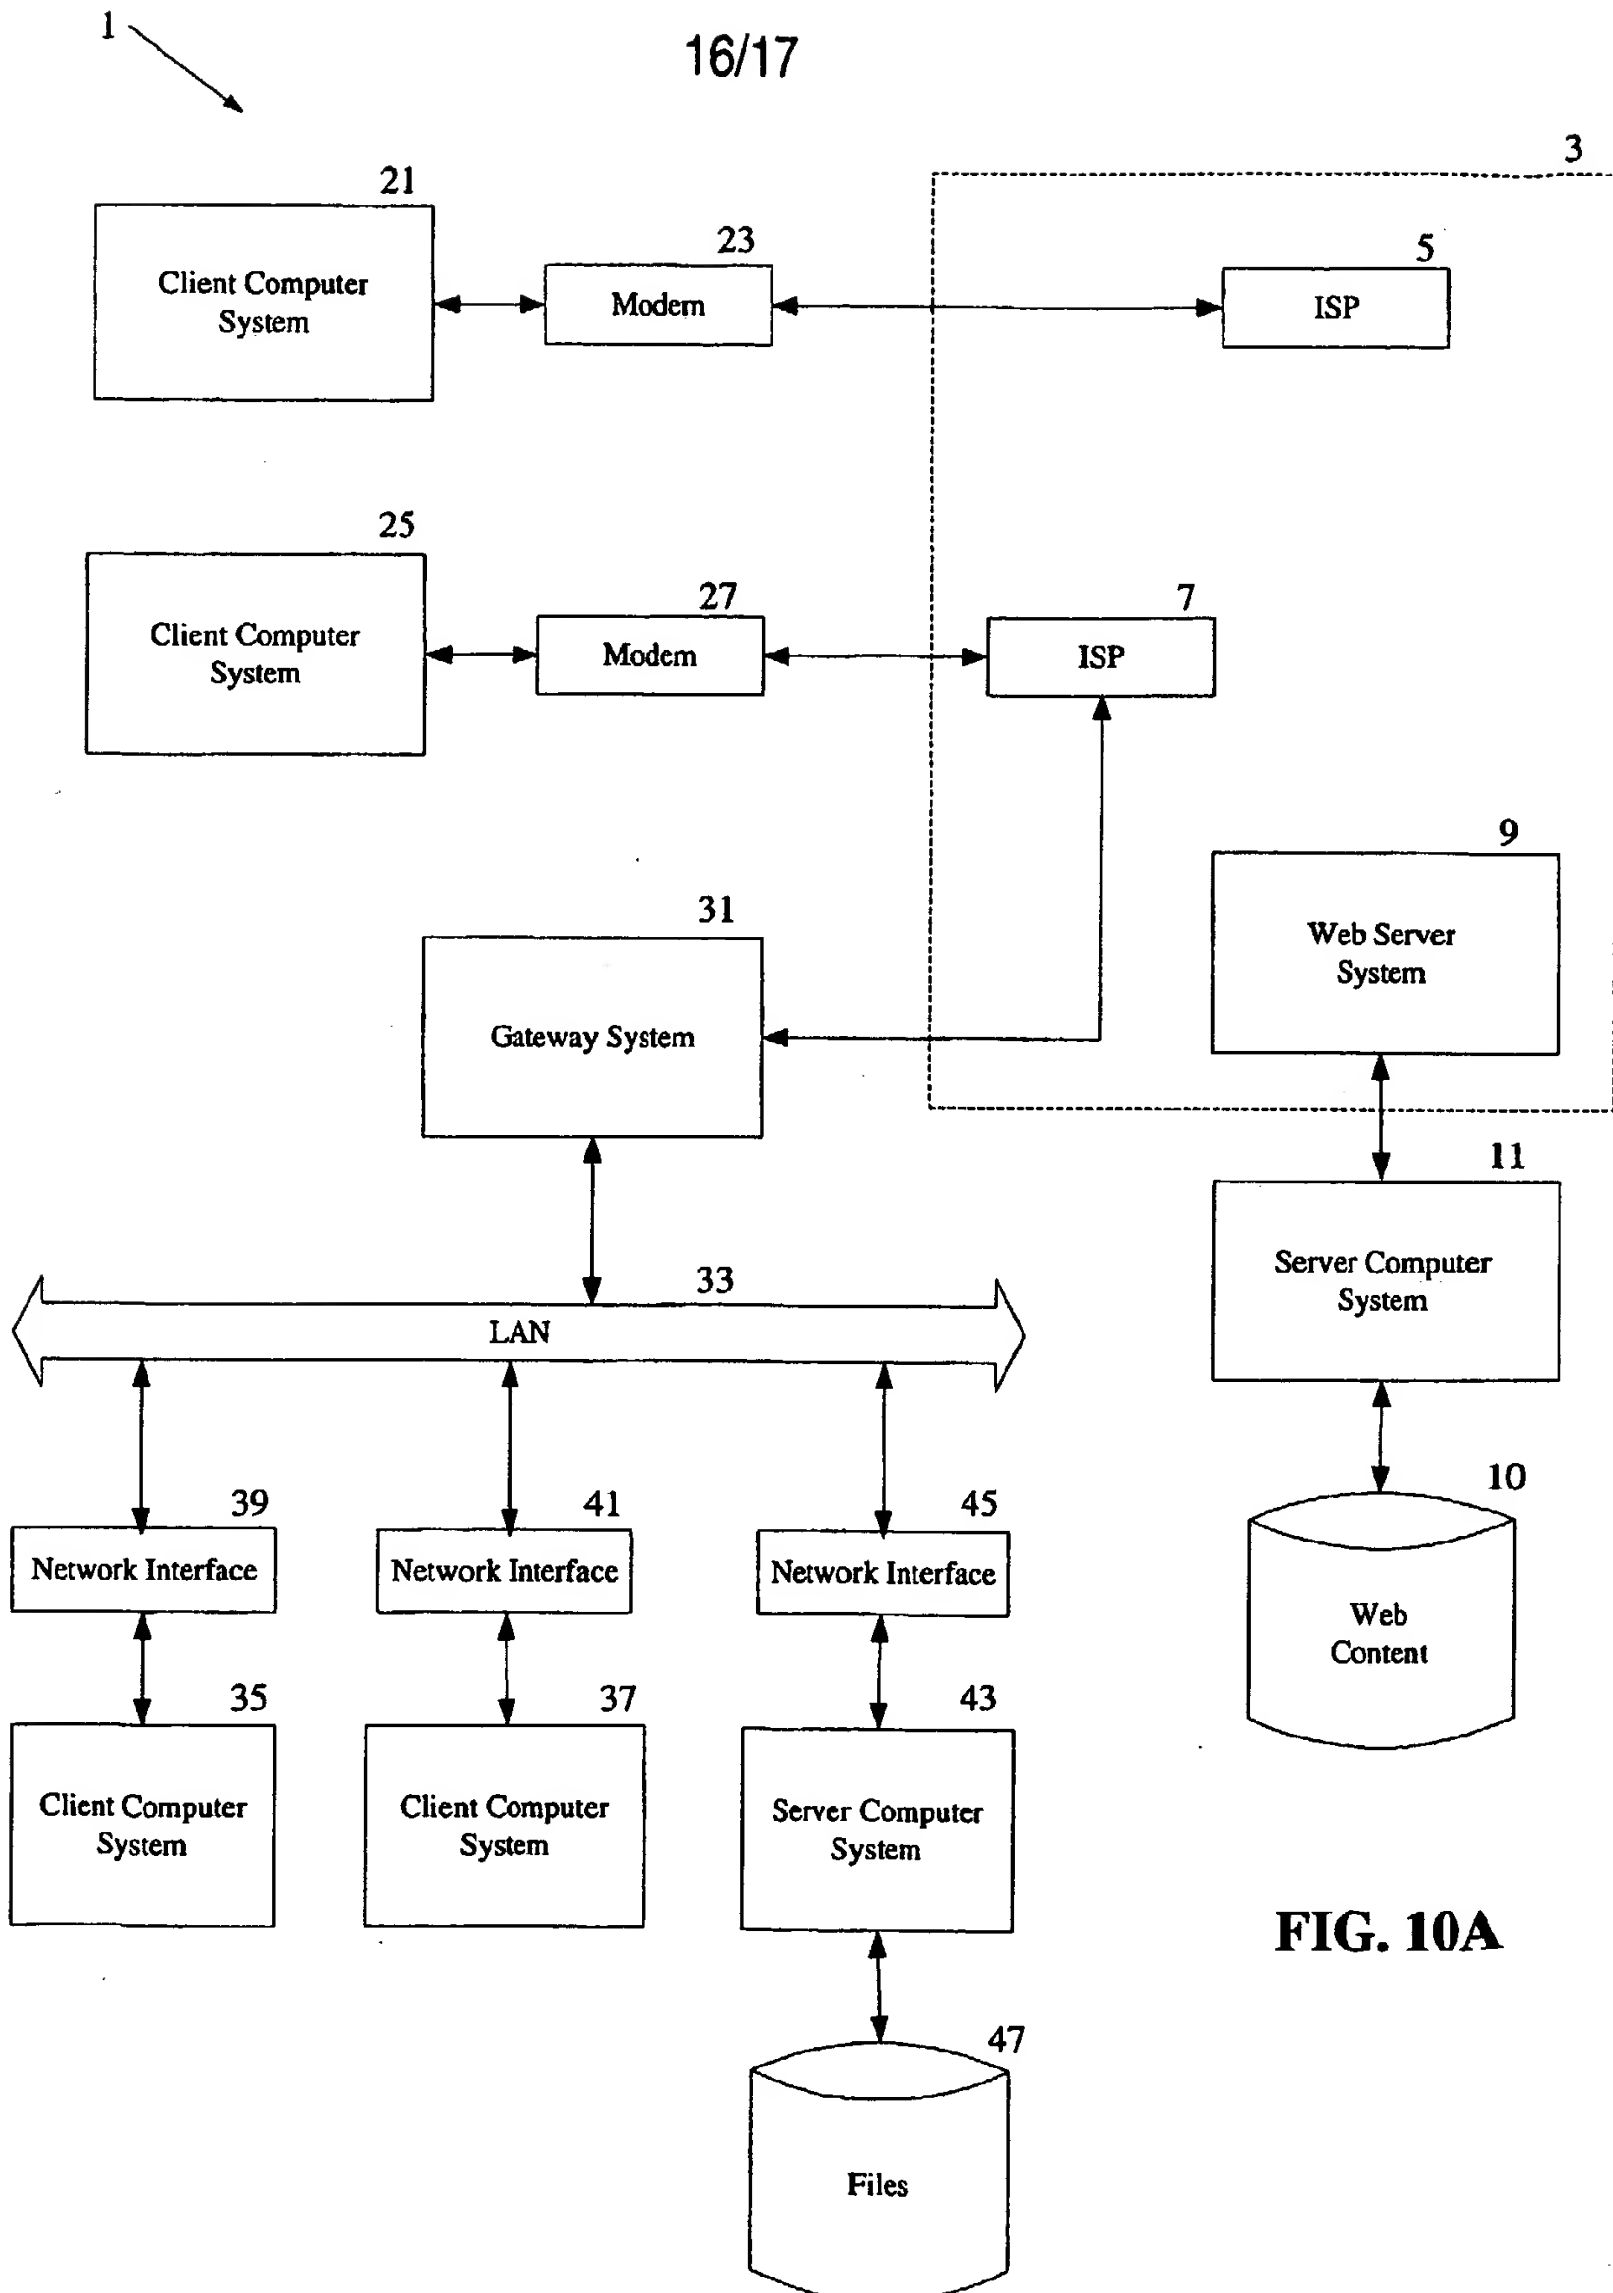 1
16/17
3
21
Client Computer
System
23
Modem
5
ISP
25
Client Computer
System
27
Modem
7
ISP
9
Web Server
System
31
Gateway System
11
Server Computer
System
33
LAN
10
Web
Content
39
Network Interface
41
Network Interface
45
Network Interface
35
Client Computer
System
37
Client Computer
System
43
Server Computer
System
FIG. 10A
47
Files